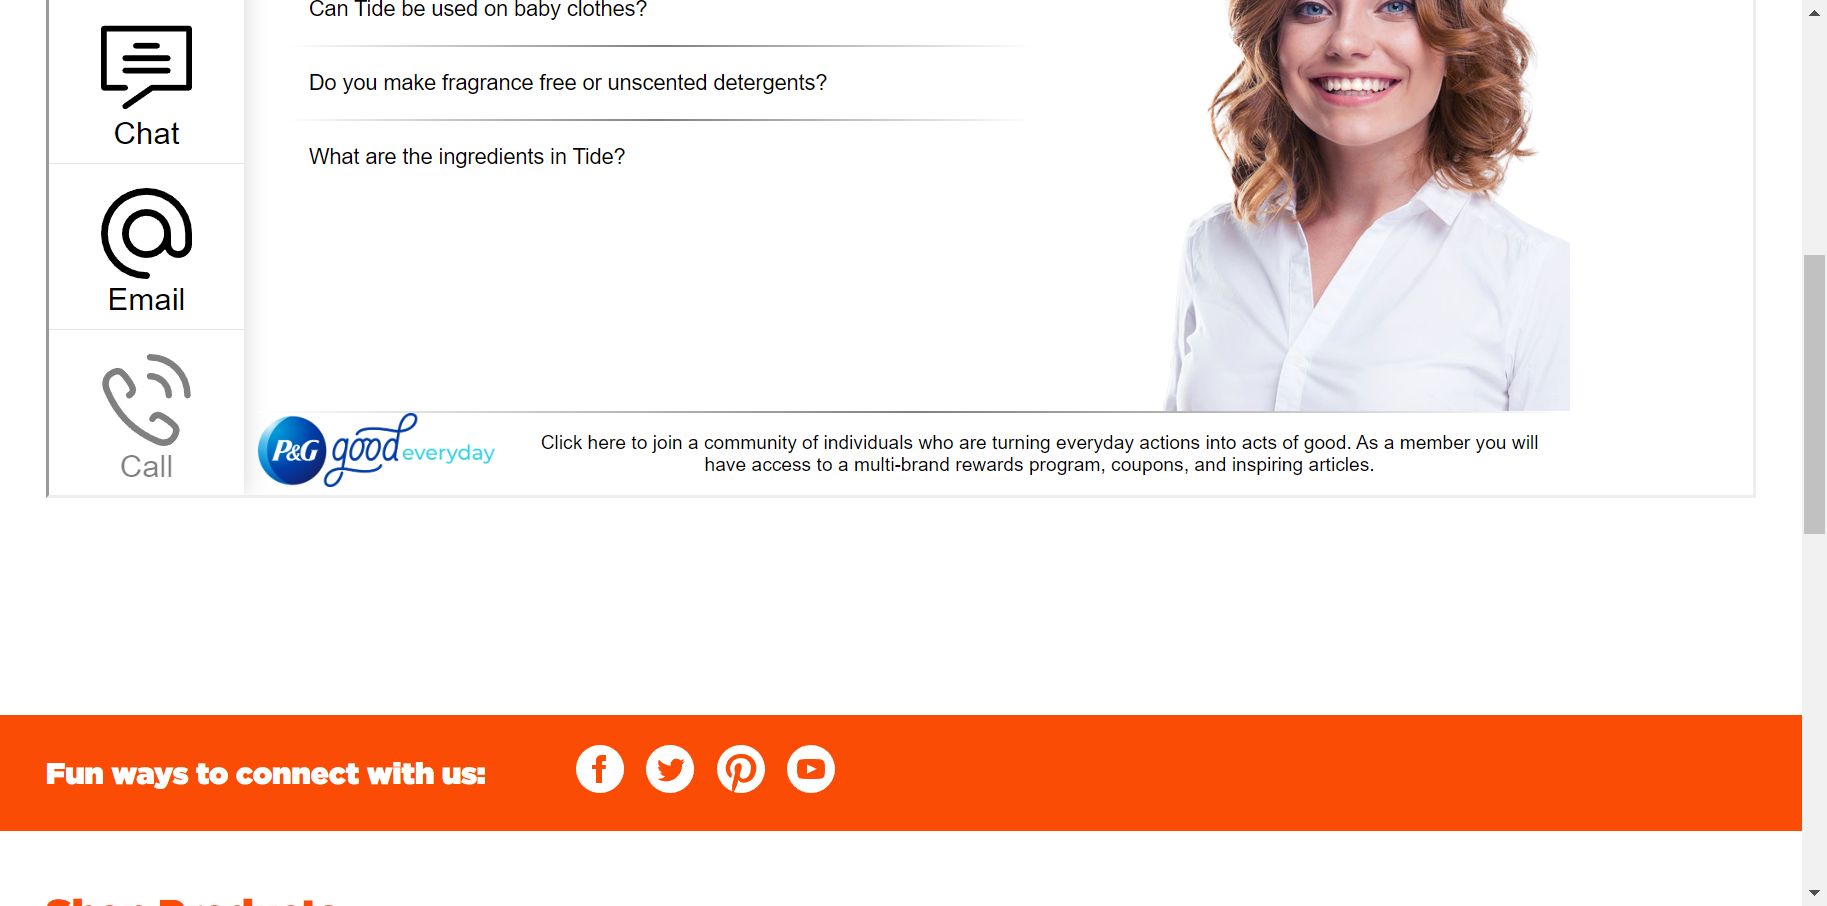 Can Tide be used on baby clothes?
Do you make fragrance free or unscented detergents?
What are the ingredients in Tide?
Chat
Email
Call
P&G good everyday
Click here to join a community of individuals who are turning everyday actions into acts of good. As a member you will
have access to a multi-brand rewards program, coupons, and inspiring articles.
Fun ways to connect with us:
Shop Products